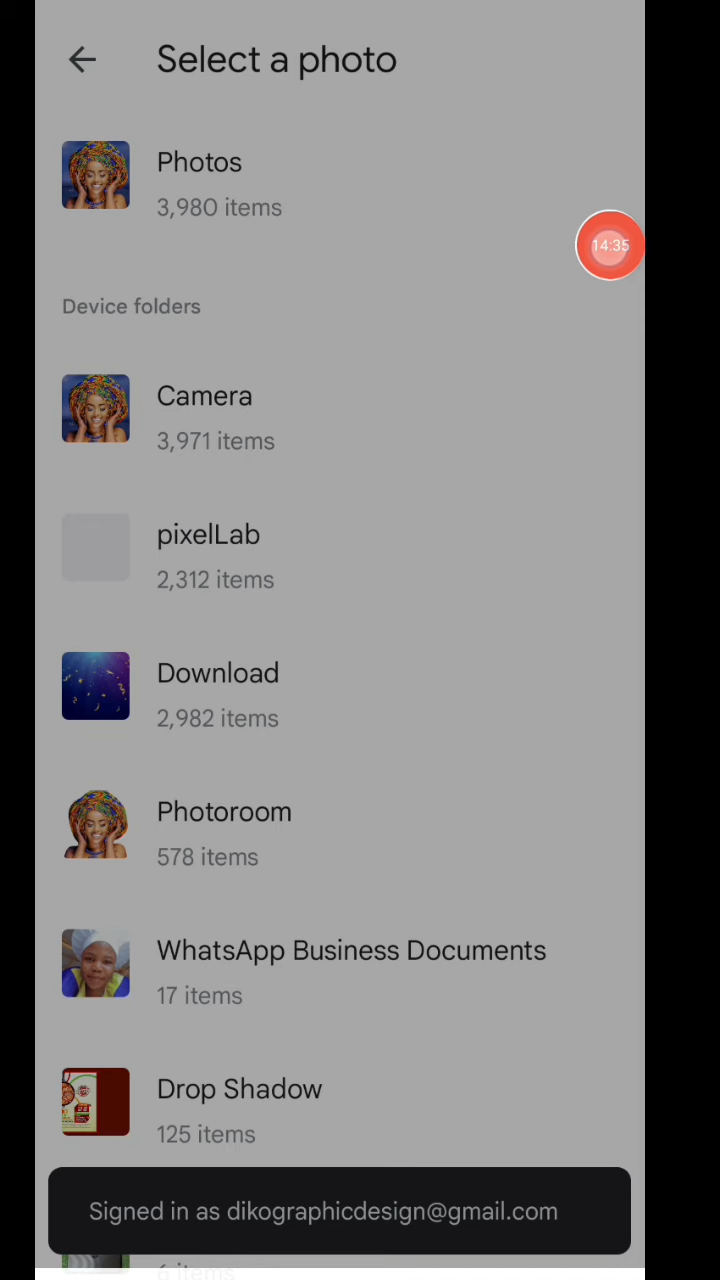 Select a photo
Photos
3,980 items
14:35
Device folders
Camera
3,971 items
pixelLab
2,312 items
Download
2,982 items
Photoroom
578 items
WhatsApp Business Documents
17 items
Drop Shadow
125 items
Signed in as dikographicdesign@gmail.com
6 items